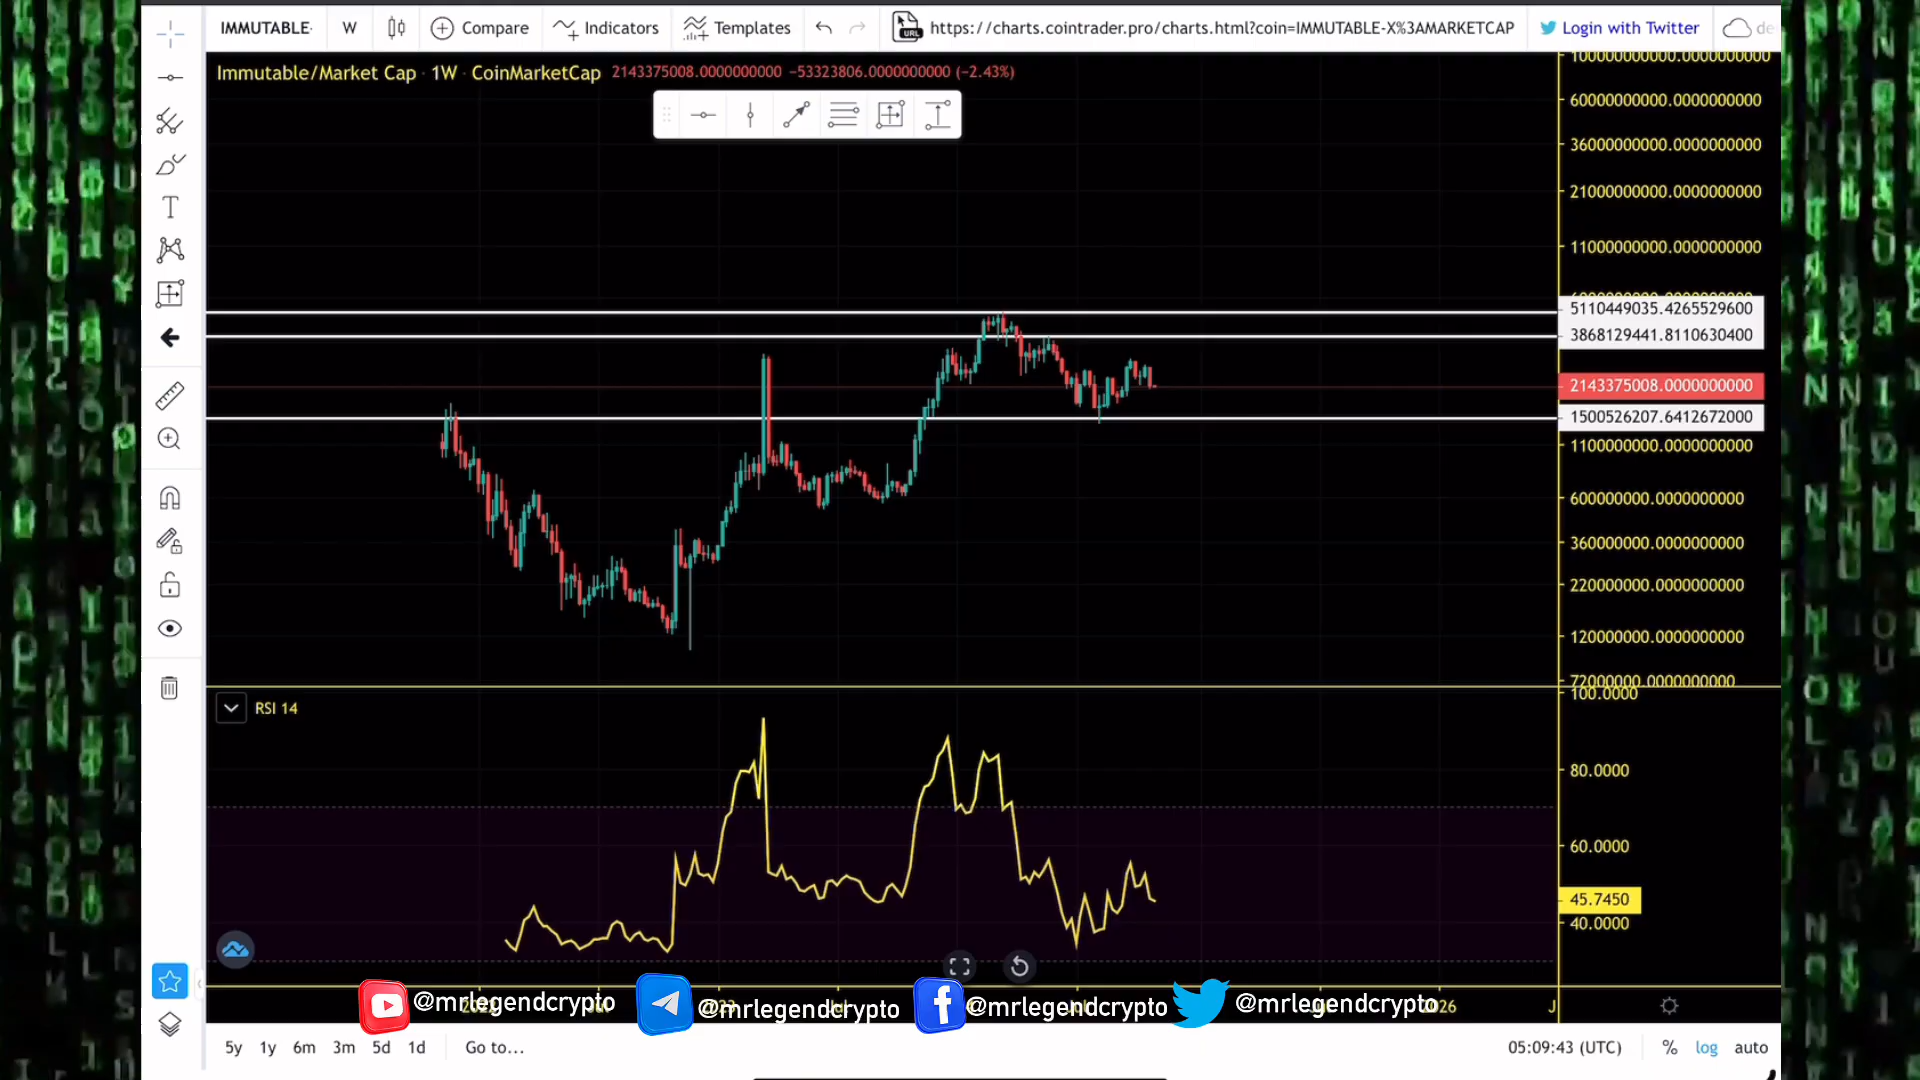 IMMUTABLE-
W
Compare
Indicators
Templates
URL
https://charts.cointrader.pro/charts.html?coin=IMMUTABLE-X%3AMARKETCAP
Login with Twitter
de
Immutable/Market Cap · 1W · CoinMarketCap 2143375008.0000000000 −53323806.0000000000 (−2.43%)
100000000000.0000000000
60000000000.0000000000
36000000000.0000000000
21000000000.0000000000
11000000000.0000000000
5110449035.4265529600
3868129441.8110630400
2143375008.0000000000
1500526207.6412672000
1100000000.0000000000
600000000.0000000000
360000000.0000000000
220000000.0000000000
120000000.0000000000
72000000.0000000000
RSI 14
100.0000
80.0000
60.0000
45.7450
40.0000
@mrlegendcrypto
@mrlegendcrypto
@mrlegendcrypto
@mrlegendcrypto
2026
J
5y 1y 6m 3m 5d 1d
Go to...
05:09:43 (UTC)
%
log
auto